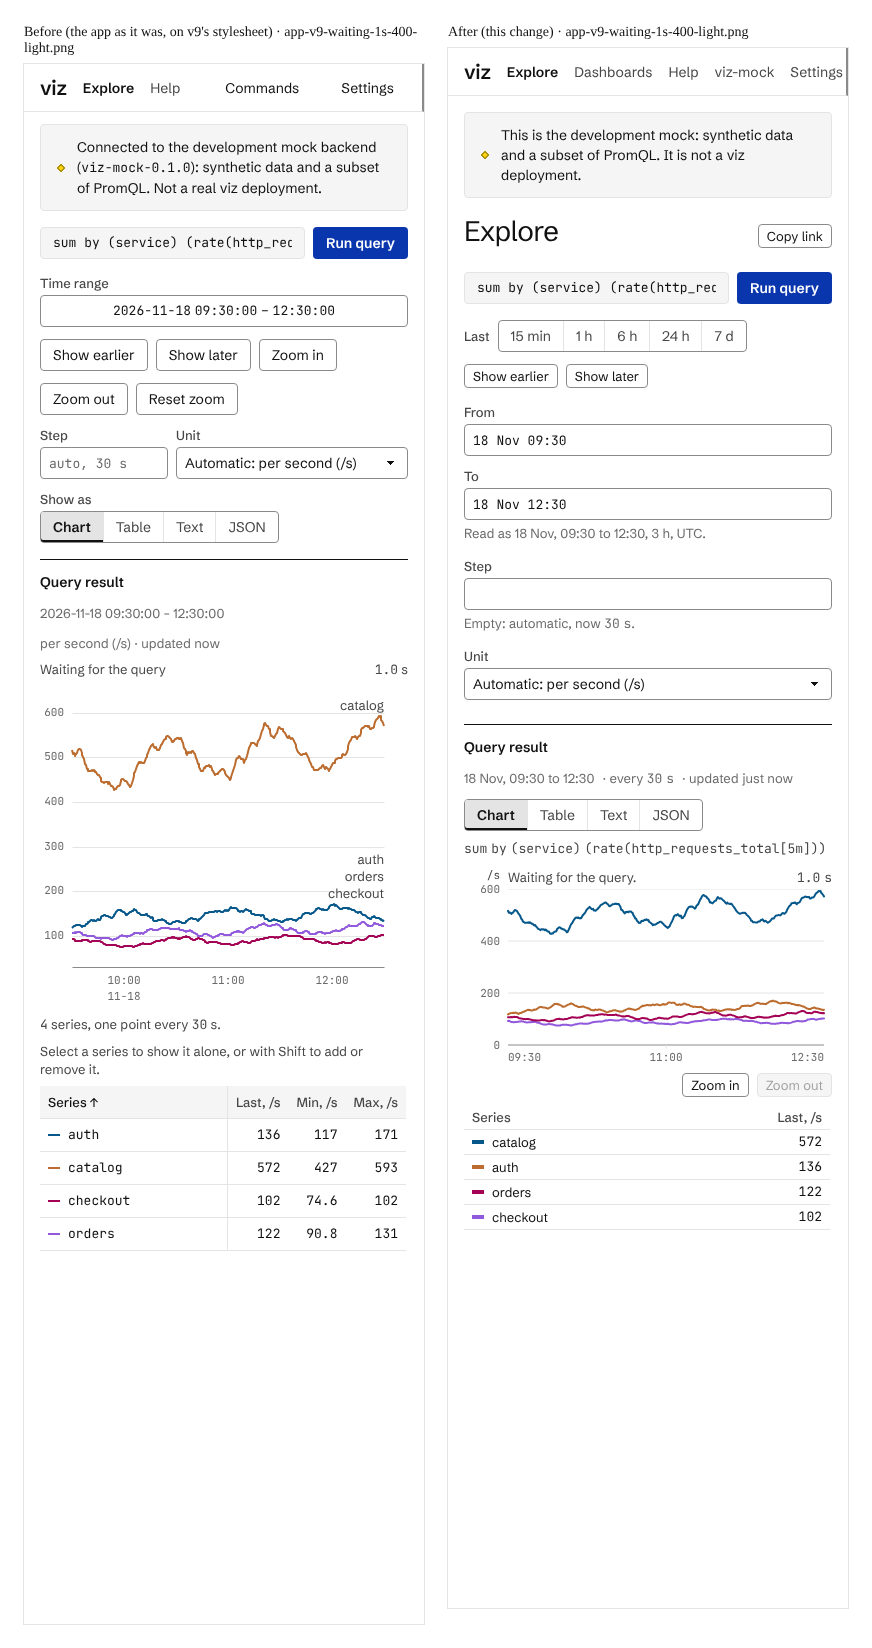 Before (the app as it was, on v9's stylesheet) · app-v9-waiting-1s-400-
light.png
viz Explore Help Commands Settings
Connected to the development mock backend
(viz-mock-0.1.0): synthetic data and a subset
of PromQL. Not a real viz deployment.
sum by (service) (rate(http_rec Run query
Time range
2026-11-18 09:30:00 – 12:30:00
Show earlier Show later Zoom in
Zoom out Reset zoom
Step Unit
auto, 30 s Automatic: per second (/s)
Show as
Chart Table Text JSON
Query result
2026-11-18 09:30:00 – 12:30:00
per second (/s) · updated now
Waiting for the query 1.0 s
catalog
600
500
400
300
auth
orders
200
checkout
100
10:00 11:00 12:00
11-18
4 series, one point every 30 s.
Select a series to show it alone, or with Shift to add or
remove it.
Series ↑ Last, /s Min, /s Max, /s
auth 136 117 171
catalog 572 427 593
checkout 102 74.6 102
orders 122 90.8 131
After (this change) · app-v9-waiting-1s-400-light.png
viz Explore Dashboards Help viz-mock Settings
This is the development mock: synthetic data
and a subset of PromQL. It is not a viz
deployment.
Explore Copy link
sum by (service) (rate(http_rec Run query
Last 15 min 1 h 6 h 24 h 7 d
Show earlier Show later
From
18 Nov 09:30
To
18 Nov 12:30
Read as 18 Nov, 09:30 to 12:30, 3 h, UTC.
Step
Empty: automatic, now 30 s.
Unit
Automatic: per second (/s)
Query result
18 Nov, 09:30 to 12:30 · every 30 s · updated just now
Chart Table Text JSON
sum by (service) (rate(http_requests_total[5m]))
/s Waiting for the query. 1.0 s
600
400
200
0
09:30 11:00 12:30
Zoom in Zoom out
Series Last, /s
catalog 572
auth 136
orders 122
checkout 102